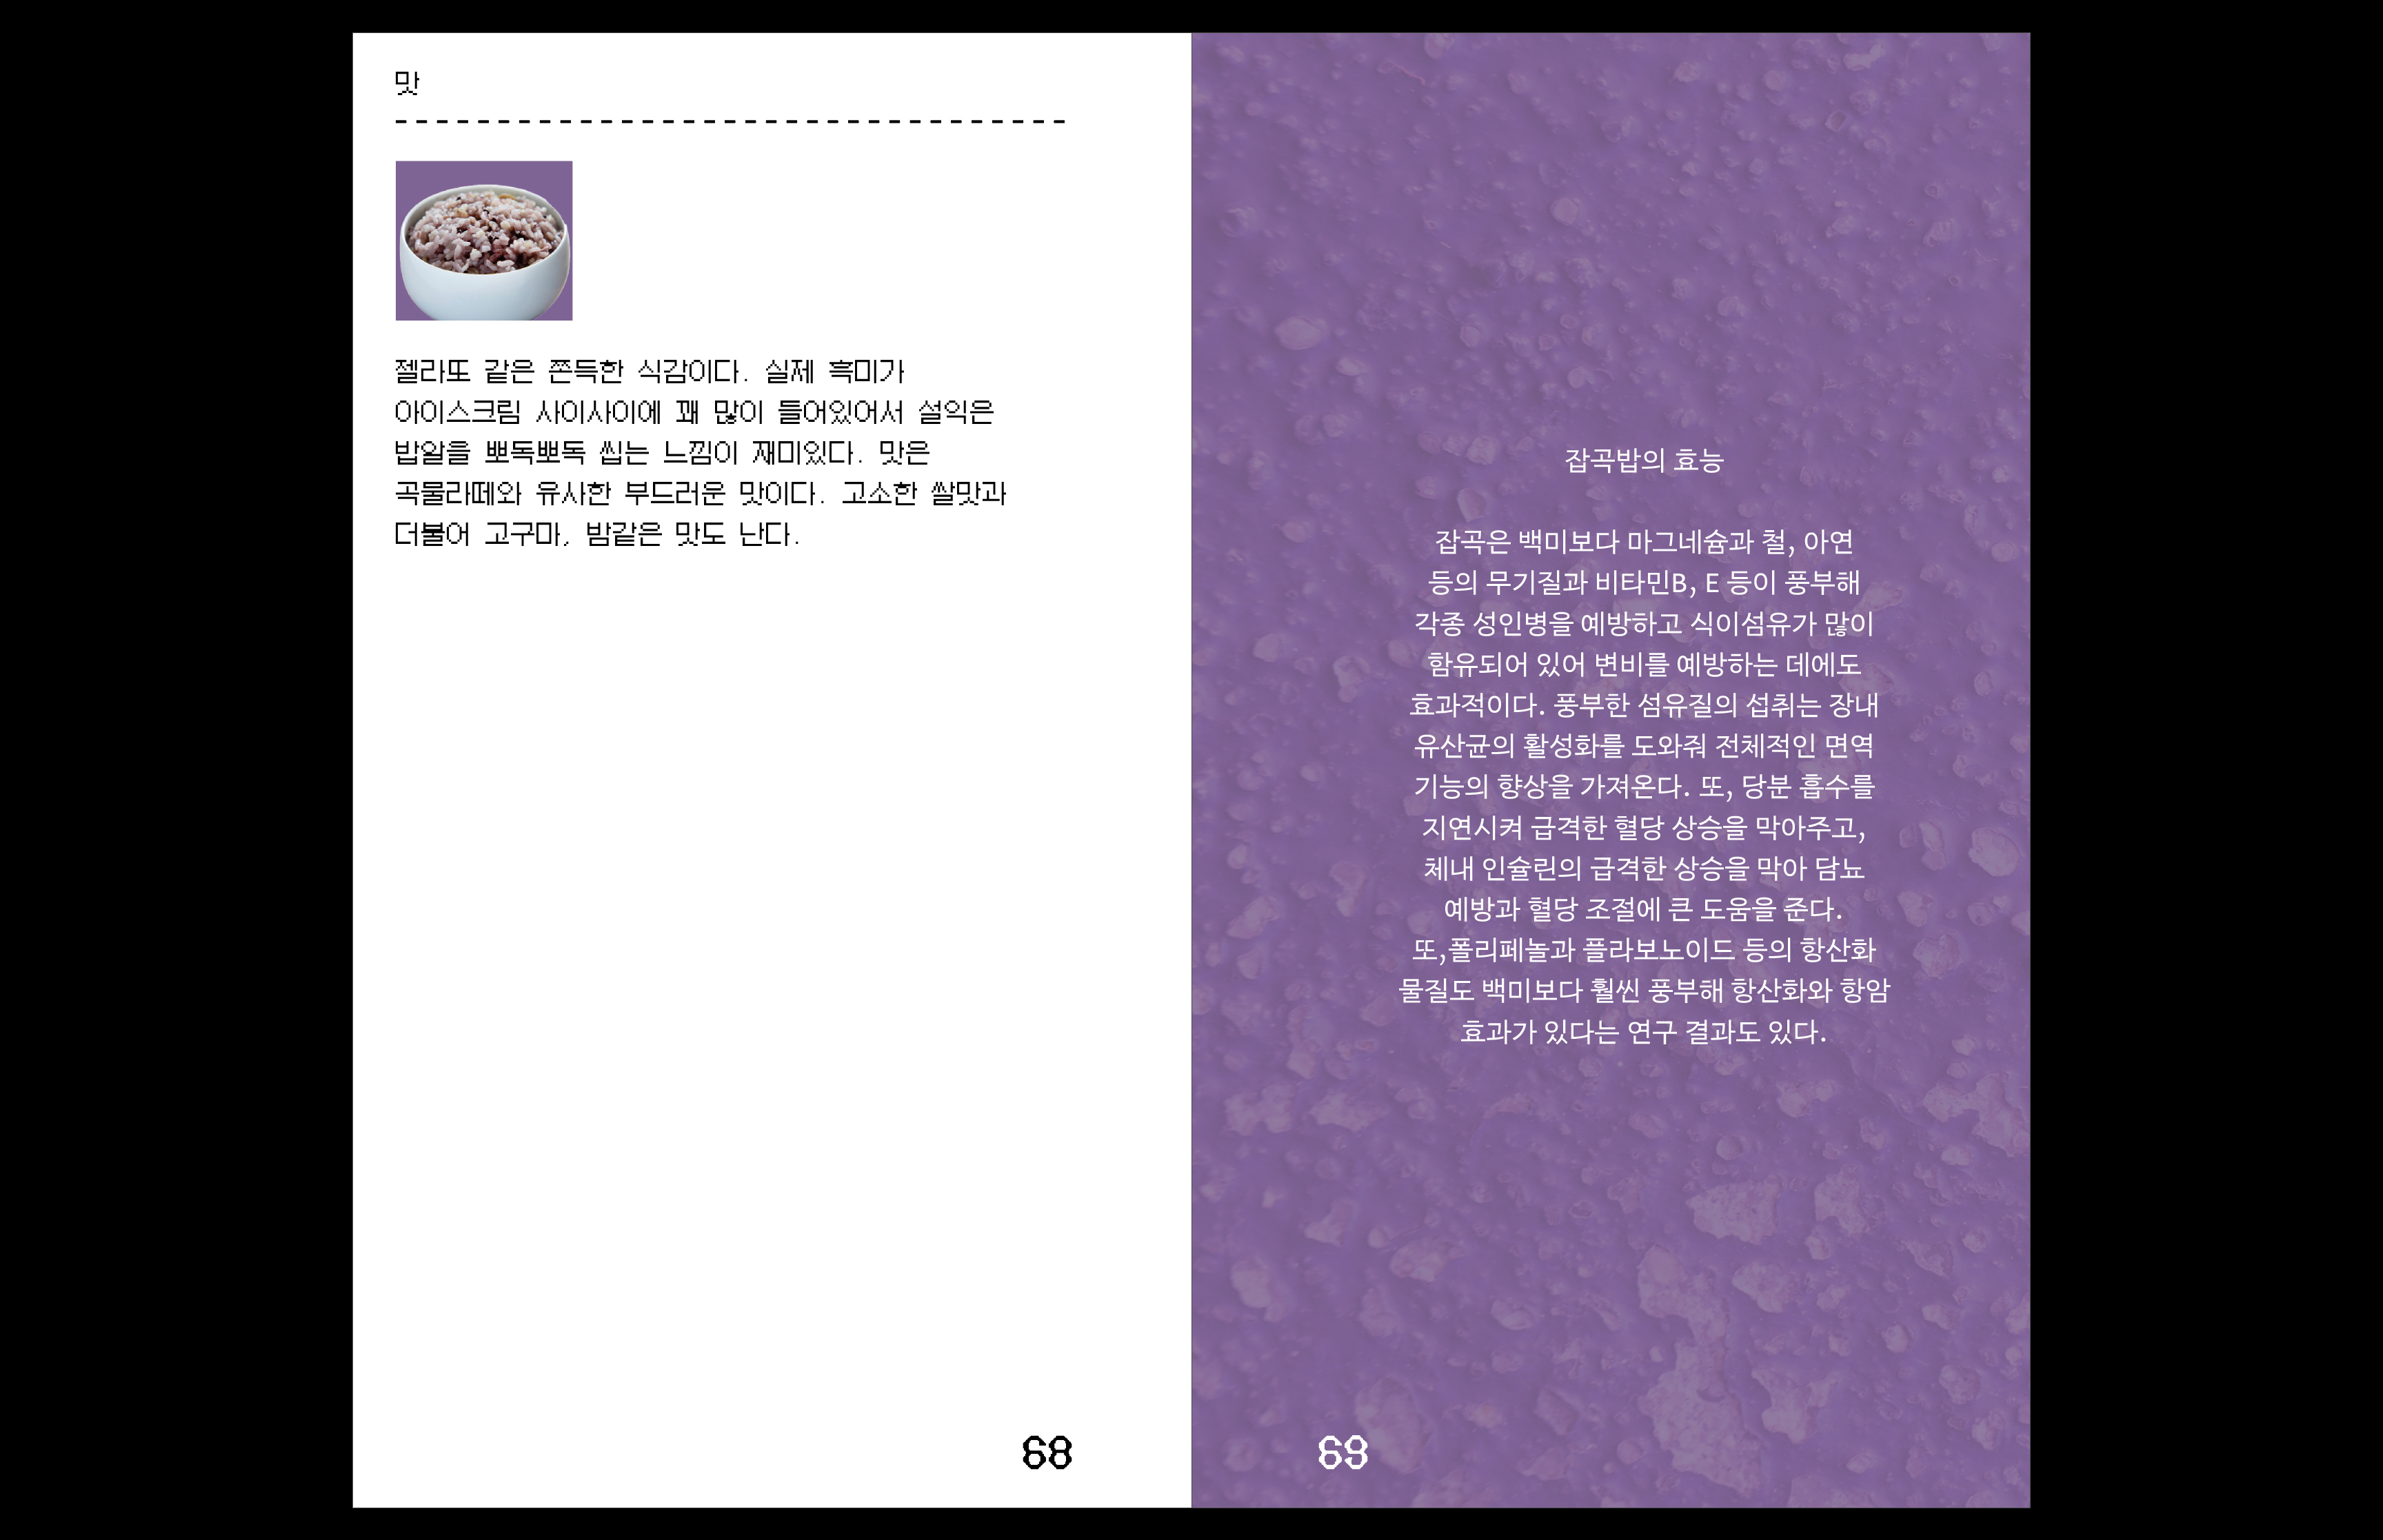 맛
젤라또 같은 쫀득한 식감이다. 실제 흑미가
아이스크림 사이사이에 꽤 많이 들어있어서 설익은
밥알을 뽀독뽀독 씹는 느낌이 재미있다. 맛은
곡물라떼와 유사한 부드러운 맛이다. 고소한 쌀맛과
더불어 고구마, 밤같은 맛도 난다.
68
잡곡밥의 효능
잡곡은 백미보다 마그네슘과 철, 아연
등의 무기질과 비타민B, E 등이 풍부해
각종 성인병을 예방하고 식이섬유가 많이
함유되어 있어 변비를 예방하는 데에도
효과적이다. 풍부한 섬유질의 섭취는 장내
유산균의 활성화를 도와줘 전체적인 면역
기능의 향상을 가져온다. 또, 당분 흡수를
지연시켜 급격한 혈당 상승을 막아주고,
체내 인슐린의 급격한 상승을 막아 담뇨
예방과 혈당 조절에 큰 도움을 준다.
또,폴리페놀과 플라보노이드 등의 항산화
물질도 백미보다 훨씬 풍부해 항산화와 항암
효과가 있다는 연구 결과도 있다.
69